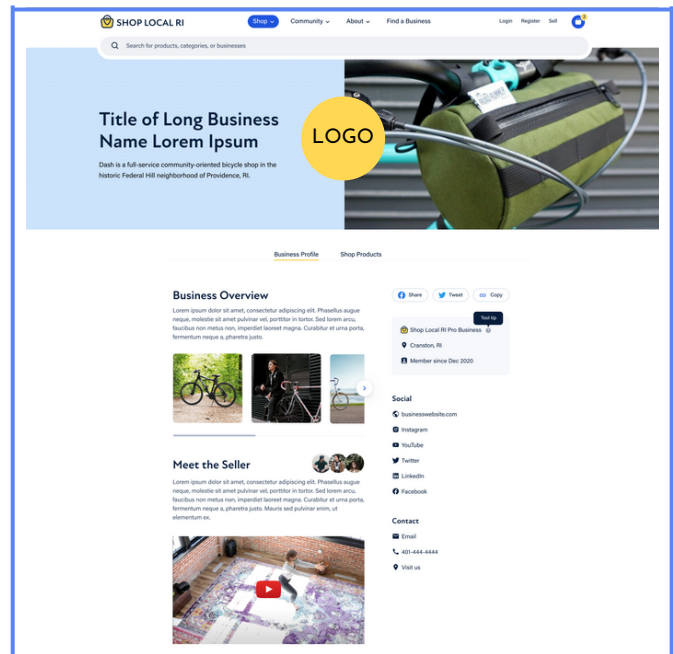 SHOP LOCAL RI
Shop
Community
About
Find a Business
Login
Register
Sell
Search for products, categories, or businesses
Title of Long Business
Name Lorem Ipsum
Dash is a full-service community-oriented bicycle shop in the
historic Federal Hill neighborhood of Providence, RI.
LOGO
Business Profile
Shop Products
Business Overview
Lorem ipsum dolor sit amet, consectetur adipiscing elit. Phasellus augue
neque, molestie sit amet pulvinar vel, porttitor in tortor. Sed lorem arcu,
faucibus non metus non, imperdiet laoreet magna. Curabitur et urna porta,
fermentum neque a, pharetra justo.
Share
Tweet
Copy
Tool tip
Shop Local RI Pro Business
Cranston, RI
Member since Dec 2020
Social
businesswebsite.com
Instagram
YouTube
Twitter
LinkedIn
Facebook
Meet the Seller
Lorem ipsum dolor sit amet, consectetur adipiscing elit. Phasellus augue
neque, molestie sit amet pulvinar vel, porttitor in tortor. Sed lorem arcu,
faucibus non metus non, imperdiet laoreet magna. Curabitur et urna porta,
fermentum neque a, pharetra justo. Mauris sed pulvinar enim, ut
elementum ex.
Contact
Email
401-444-4444
Visit us